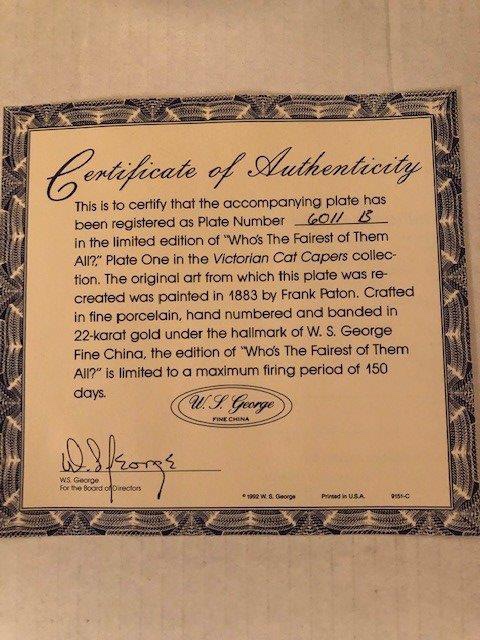 Certificate of Authenticity
This is to certify that the accompanying plate has
been registered as Plate Number 6011 B
in the limited edition of "Who's The Fairest of Them
All?," Plate One in the Victorian Cat Capers collec-
tion. The original art from which this plate was re-
created was painted in 1883 by Frank Paton. Crafted
in fine porcelain, hand numbered and banded in
22-karat gold under the hallmark of W. S. George
Fine China, the edition of "Who's The Fairest of Them
All?" is limited to a maximum firing period of 150
days.
W. S. George
FINE CHINA
W S George
W.S. George
For the Board of Directors
© 1992 W. S. George Printed in U.S.A. 9151-C